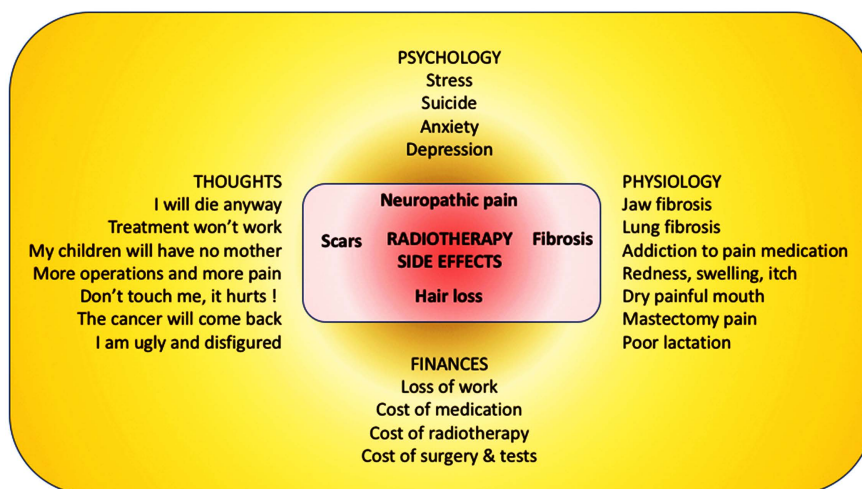 PSYCHOLOGY
Stress
Suicide
Anxiety
Depression
THOUGHTS
I will die anyway
Treatment won't work
My children will have no mother
More operations and more pain
Don't touch me, it hurts !
The cancer will come back
I am ugly and disfigured
Neuropathic pain
Scars
RADIOTHERAPY
SIDE EFFECTS
Fibrosis
Hair loss
PHYSIOLOGY
Jaw fibrosis
Lung fibrosis
Addiction to pain medication
Redness, swelling, itch
Dry painful mouth
Mastectomy pain
Poor lactation
FINANCES
Loss of work
Cost of medication
Cost of radiotherapy
Cost of surgery & tests